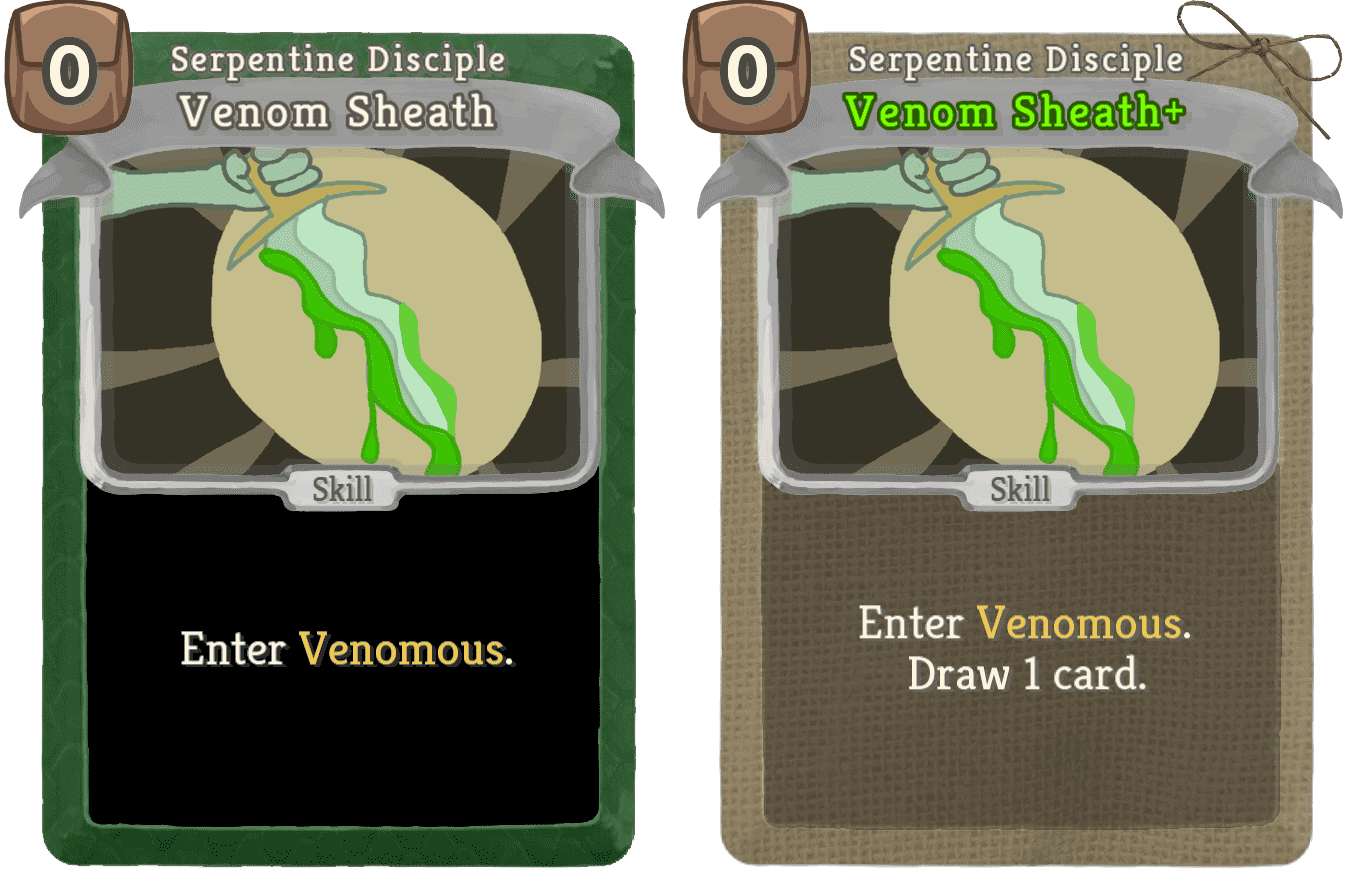 0
Serpentine Disciple
Venom Sheath
Skill
Enter Venomous.
0
Serpentine Disciple
Venom Sheath+
Skill
Enter Venomous.
Draw 1 card.